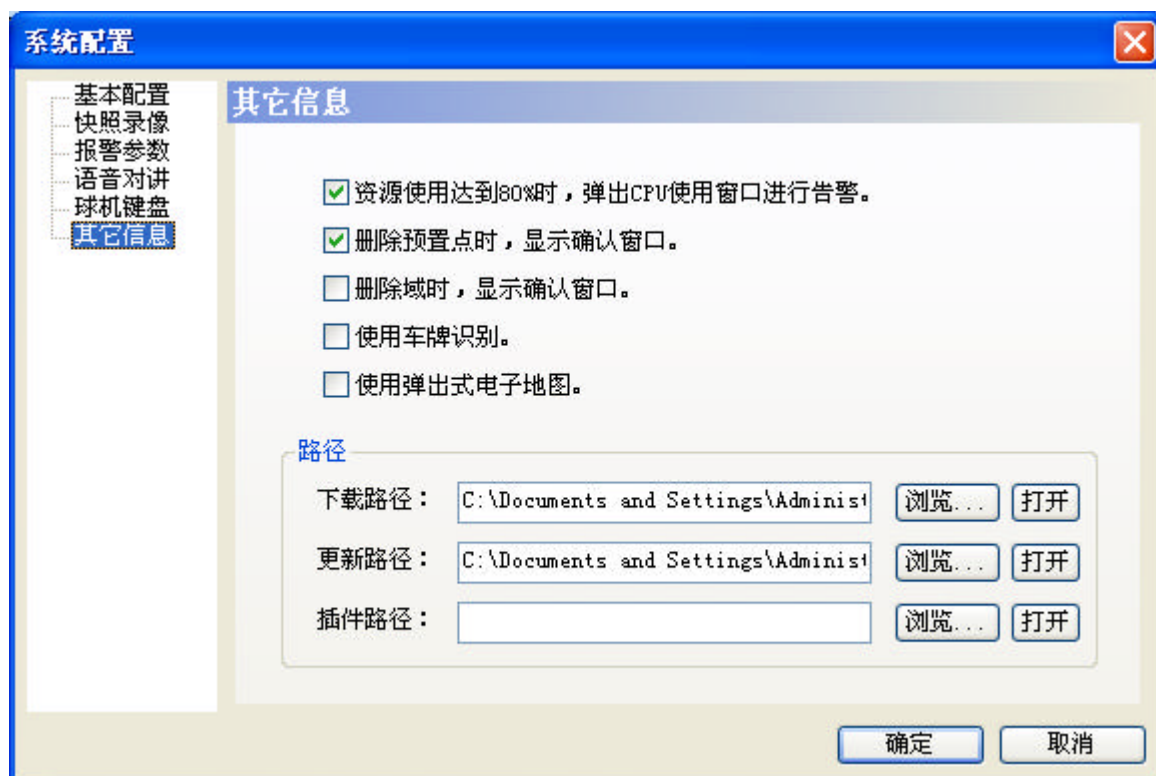 系统配置
基本配置
快照录像
报警参数
语音对讲
球机键盘
其它信息
其它信息
资源使用达到80%时，弹出CPU使用窗口进行告警。
删除预置点时，显示确认窗口。
删除域时，显示确认窗口。
使用车牌识别。
使用弹出式电子地图。
路径
下载路径： C:\Documents and Settings\Administ 浏览... 打开
更新路径： C:\Documents and Settings\Administ 浏览... 打开
插件路径： 浏览... 打开
确定 取消